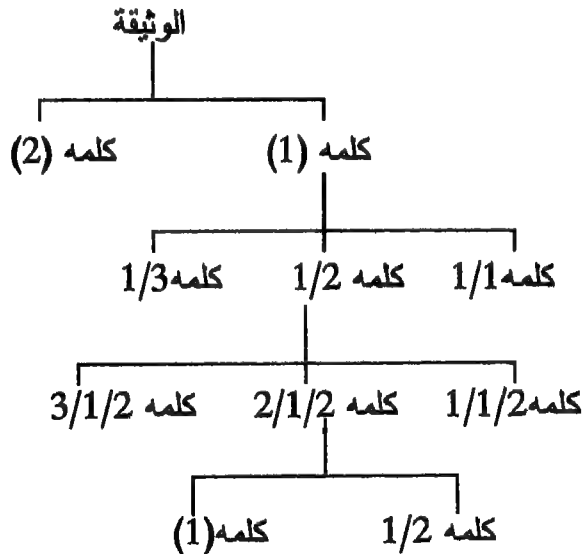 الوثيقة
كلمه (1) كلمه (2)
كلمه1/1 كلمه 1/2 كلمه1/3
كلمه1/1/2 كلمه 2/1/2 كلمه 3/1/2
كلمه 1/2 كلمه(1)